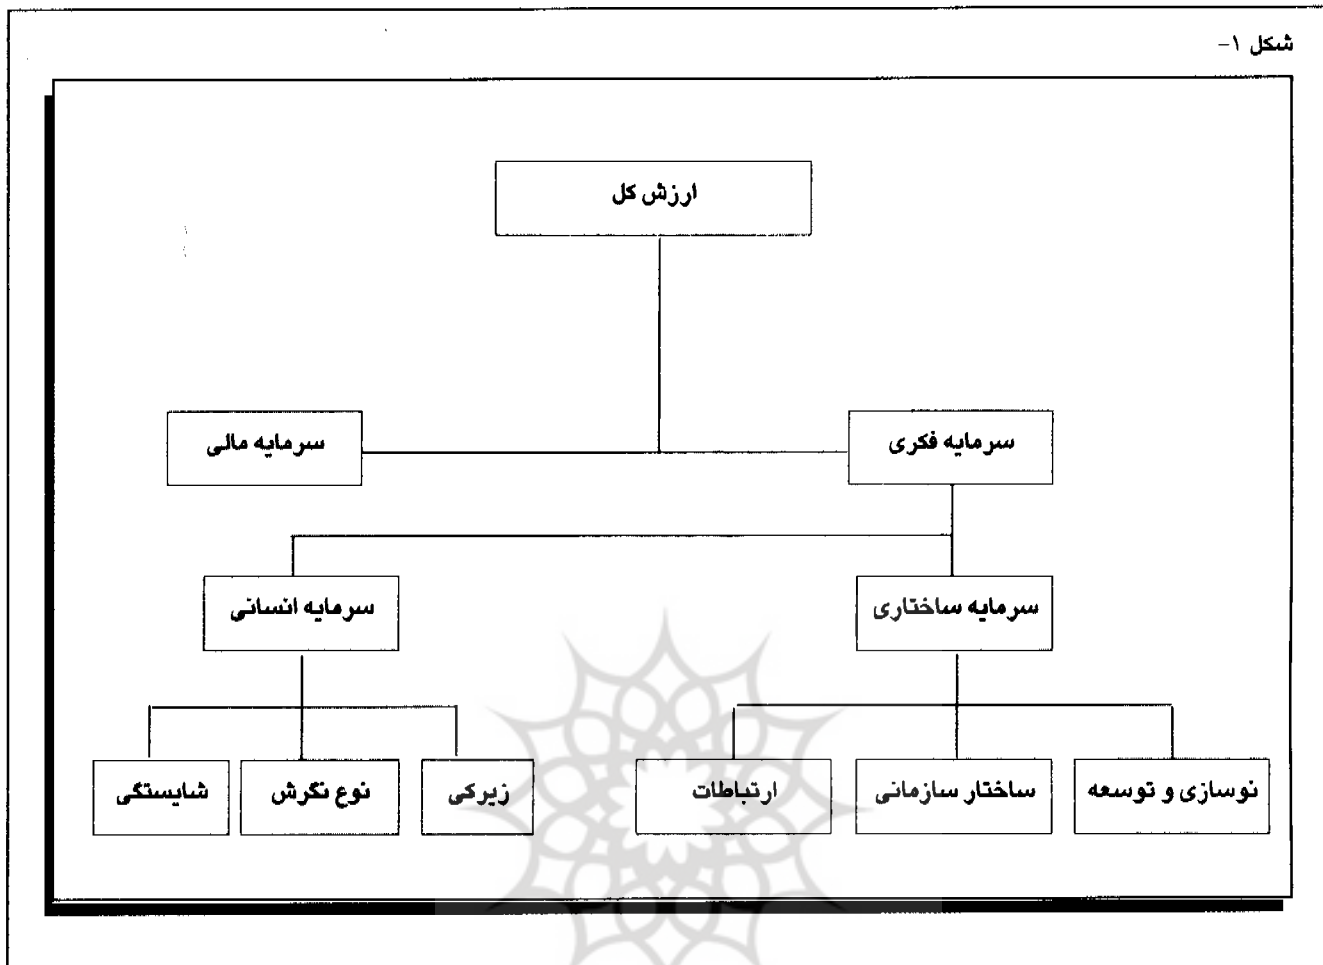 شکل ۱-
ارزش کل
سرمایه فکری
سرمایه مالی
سرمایه ساختاری
سرمایه انسانی
نوسازی و توسعه
ساختار سازمانی
ارتباطات
زیرکی
نوع نگرش
شایستگی